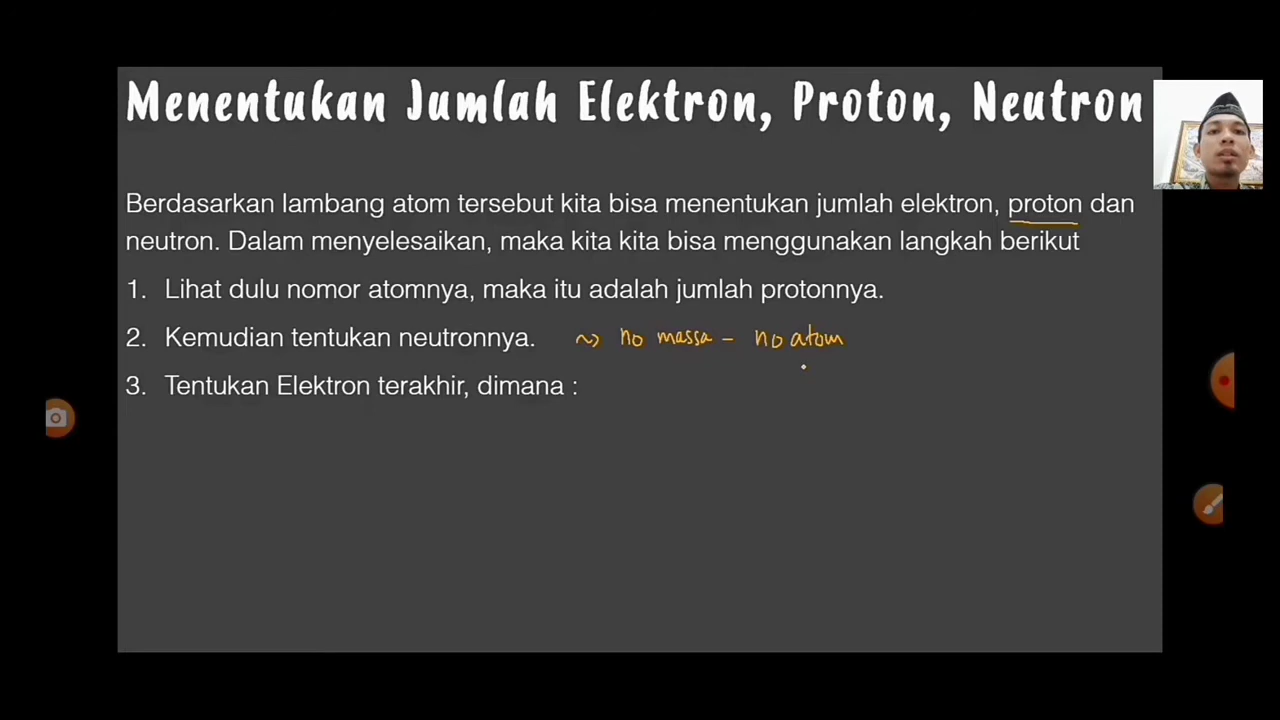 Menentukan Jumlah Elektron, Proton, Neutron
Berdasarkan lambang atom tersebut kita bisa menentukan jumlah elektron, proton dan
neutron. Dalam menyelesaikan, maka kita kita bisa menggunakan langkah berikut
1. Lihat dulu nomor atomnya, maka itu adalah jumlah protonnya.
2. Kemudian tentukan neutronnya. ~> no massa - no atom
3. Tentukan Elektron terakhir, dimana :